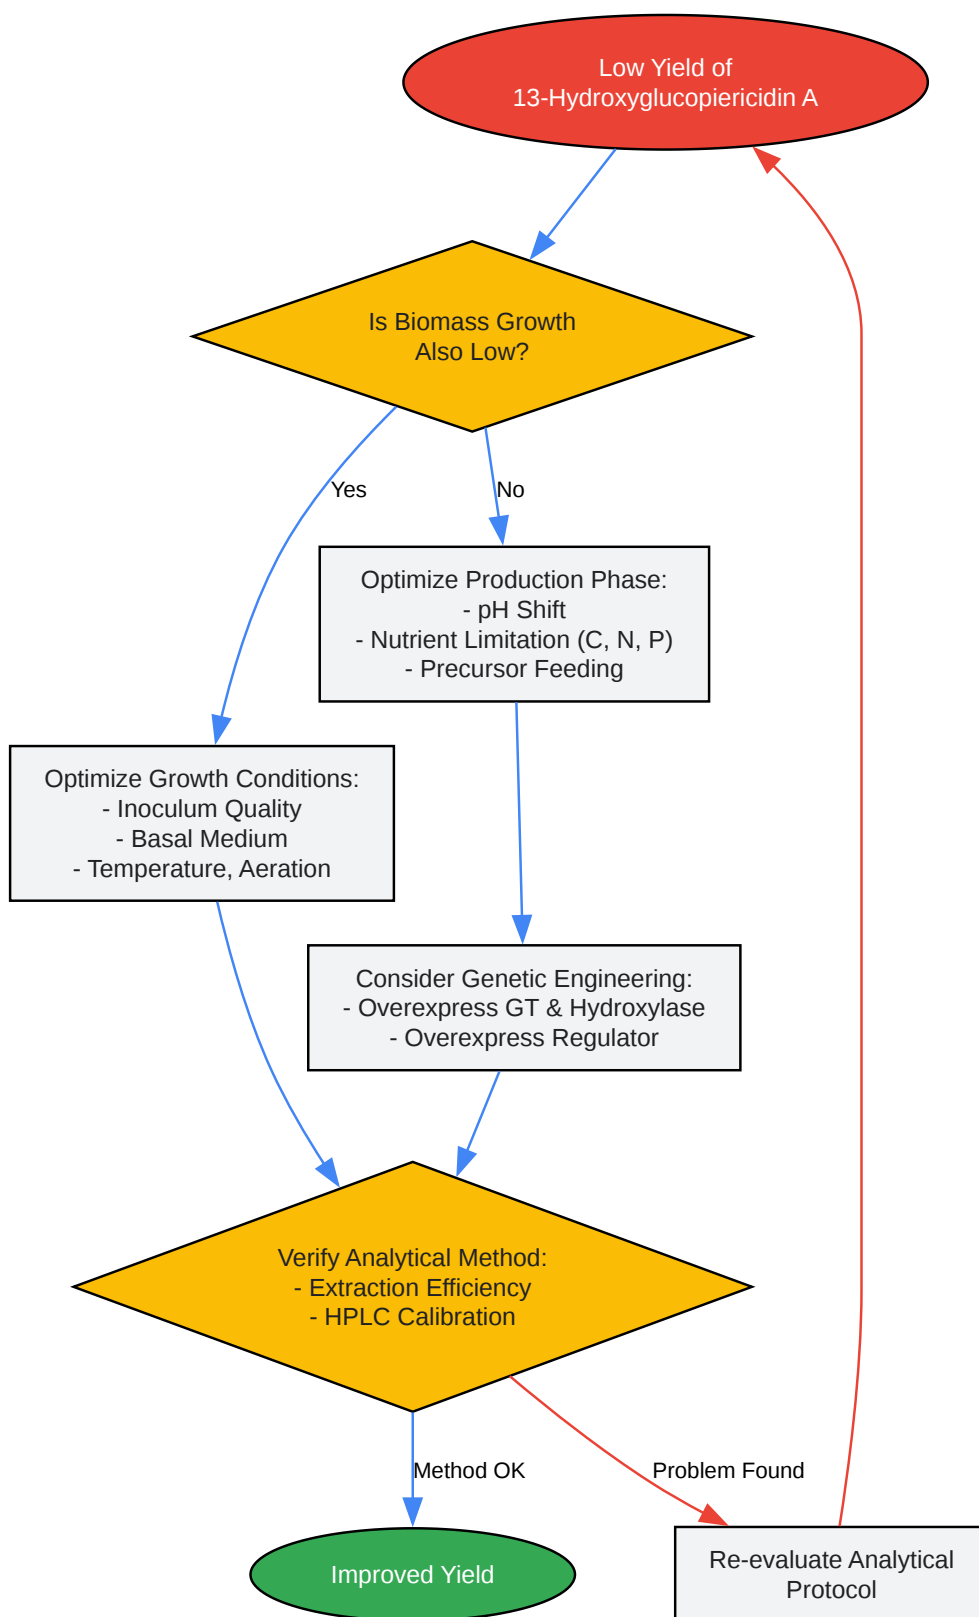 Low Yield of
13-Hydroxyglucopiericidin A
Is Biomass Growth
Also Low?
Yes
No
Optimize Production Phase:
- pH Shift
- Nutrient Limitation (C, N, P)
- Precursor Feeding
Optimize Growth Conditions:
- Inoculum Quality
- Basal Medium
- Temperature, Aeration
Consider Genetic Engineering:
- Overexpress GT & Hydroxylase
- Overexpress Regulator
Verify Analytical Method:
- Extraction Efficiency
- HPLC Calibration
Method OK
Problem Found
Improved Yield
Re-evaluate Analytical
Protocol